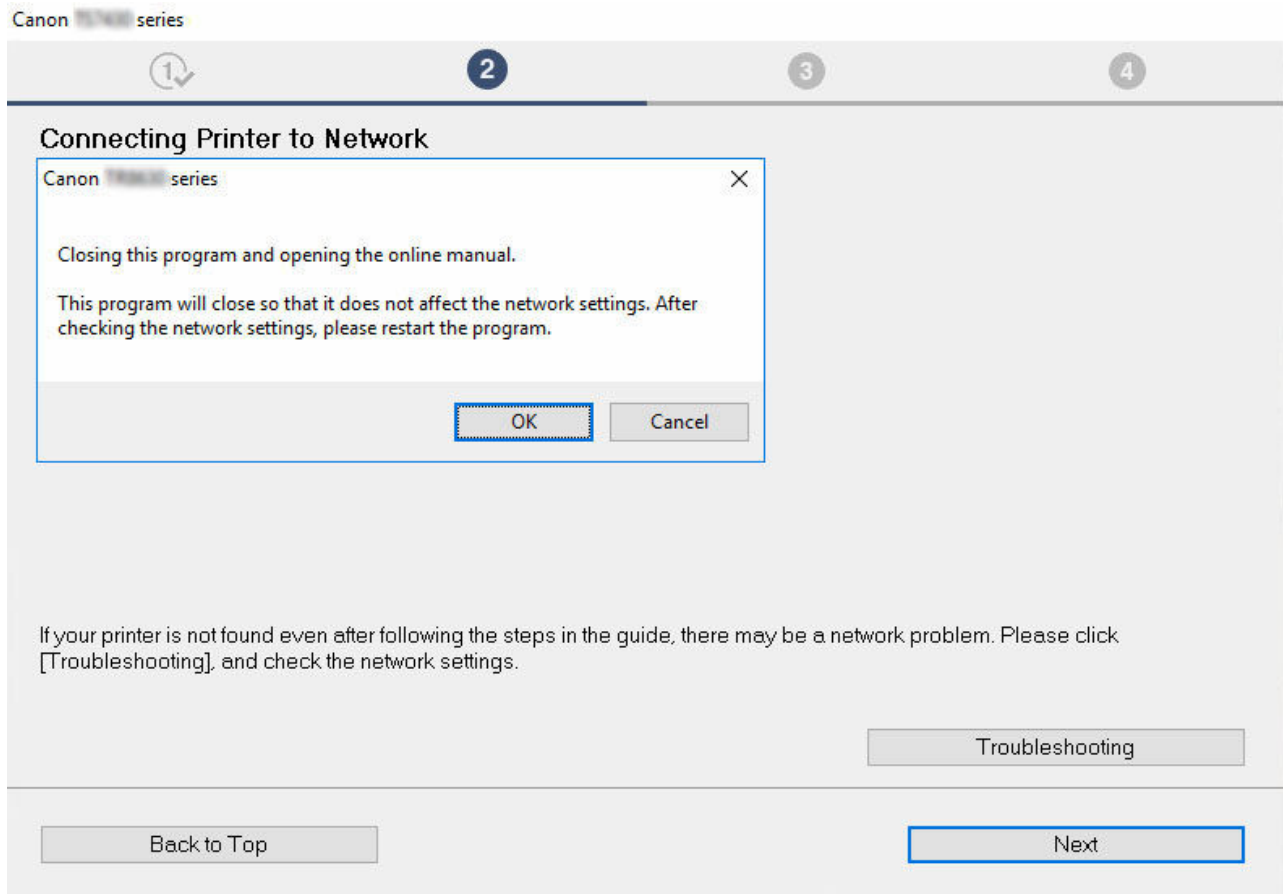 Canon series
1
2
3
4
Connecting Printer to Network
Canon series
Closing this program and opening the online manual.
This program will close so that it does not affect the network settings. After
checking the network settings, please restart the program.
OK
Cancel
If your printer is not found even after following the steps in the guide, there may be a network problem. Please click
[Troubleshooting], and check the network settings.
Troubleshooting
Back to Top
Next